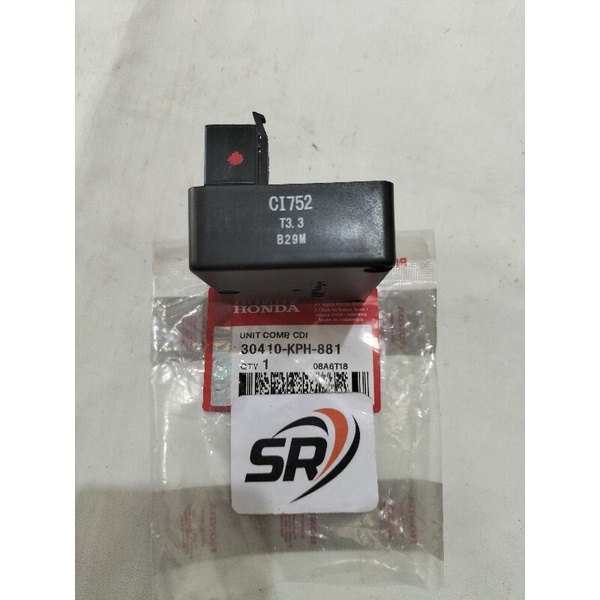 CI752
T3.3
B29M
HONDA
UNIT COMP, CDI
30410-KPH-881
QTY 1
08A6T18
SR